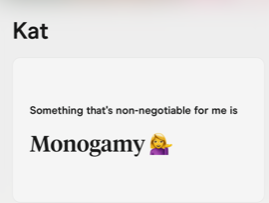 Kat
Something that's non-negotiable for me is
Monogamy 💁‍♀️